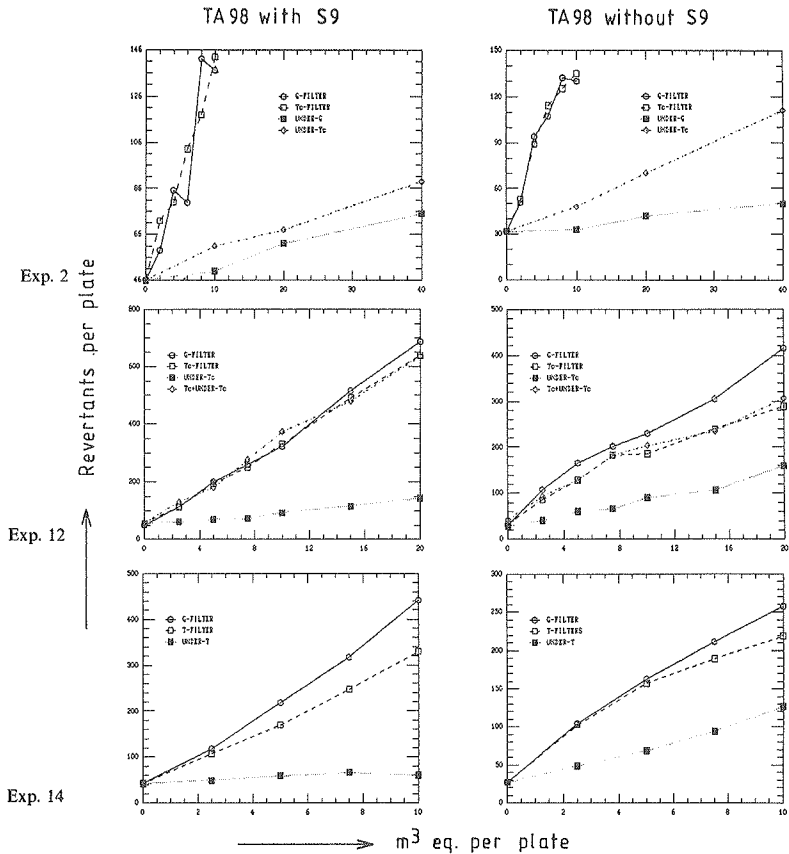 TA98 with S9
TA98 without S9
146
126
106
86
46
0
10
20
30
40
G-FILTER
Tc-FILTER
UNDER-G
UNDER-Tc
150
120
90
60
30
0
0
10
20
30
40
G-FILTER
Tc-FILTER
UNDER-G
UNDER-Tc
Exp. 2
Revertants per plate
800
600
400
200
0
0
4
8
12
16
20
G-FILTER
Tc-FILTER
UNDER-Tc
Tc+UNDER-Tc
500
400
300
200
100
0
0
4
8
12
16
20
G-FILTER
Tc-FILTER
UNDER-Tc
Tc+UNDER-Tc
Exp. 12
500
400
300
200
100
0
0
2
4
6
8
10
G-FILTER
T-FILTER
UNDER-T
300
250
200
150
100
50
0
0
2
4
6
8
10
G-FILTER
T-FILTERS
UNDER-T
Exp. 14
m³ eq. per plate